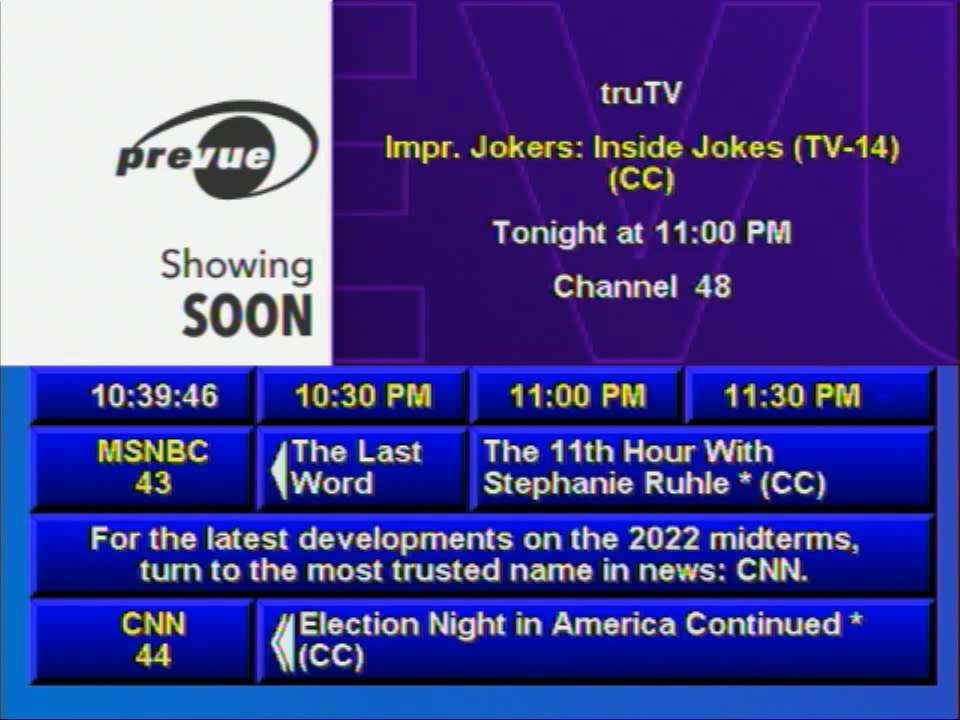 truTV
Impr. Jokers: Inside Jokes (TV-14)
(CC)
Tonight at 11:00 PM
Channel 48
prevue
Showing
SOON
10:39:46 10:30 PM 11:00 PM 11:30 PM
MSNBC
43
The Last
Word
The 11th Hour With
Stephanie Ruhle * (CC)
For the latest developments on the 2022 midterms,
turn to the most trusted name in news: CNN.
CNN
44
Election Night in America Continued *
(CC)